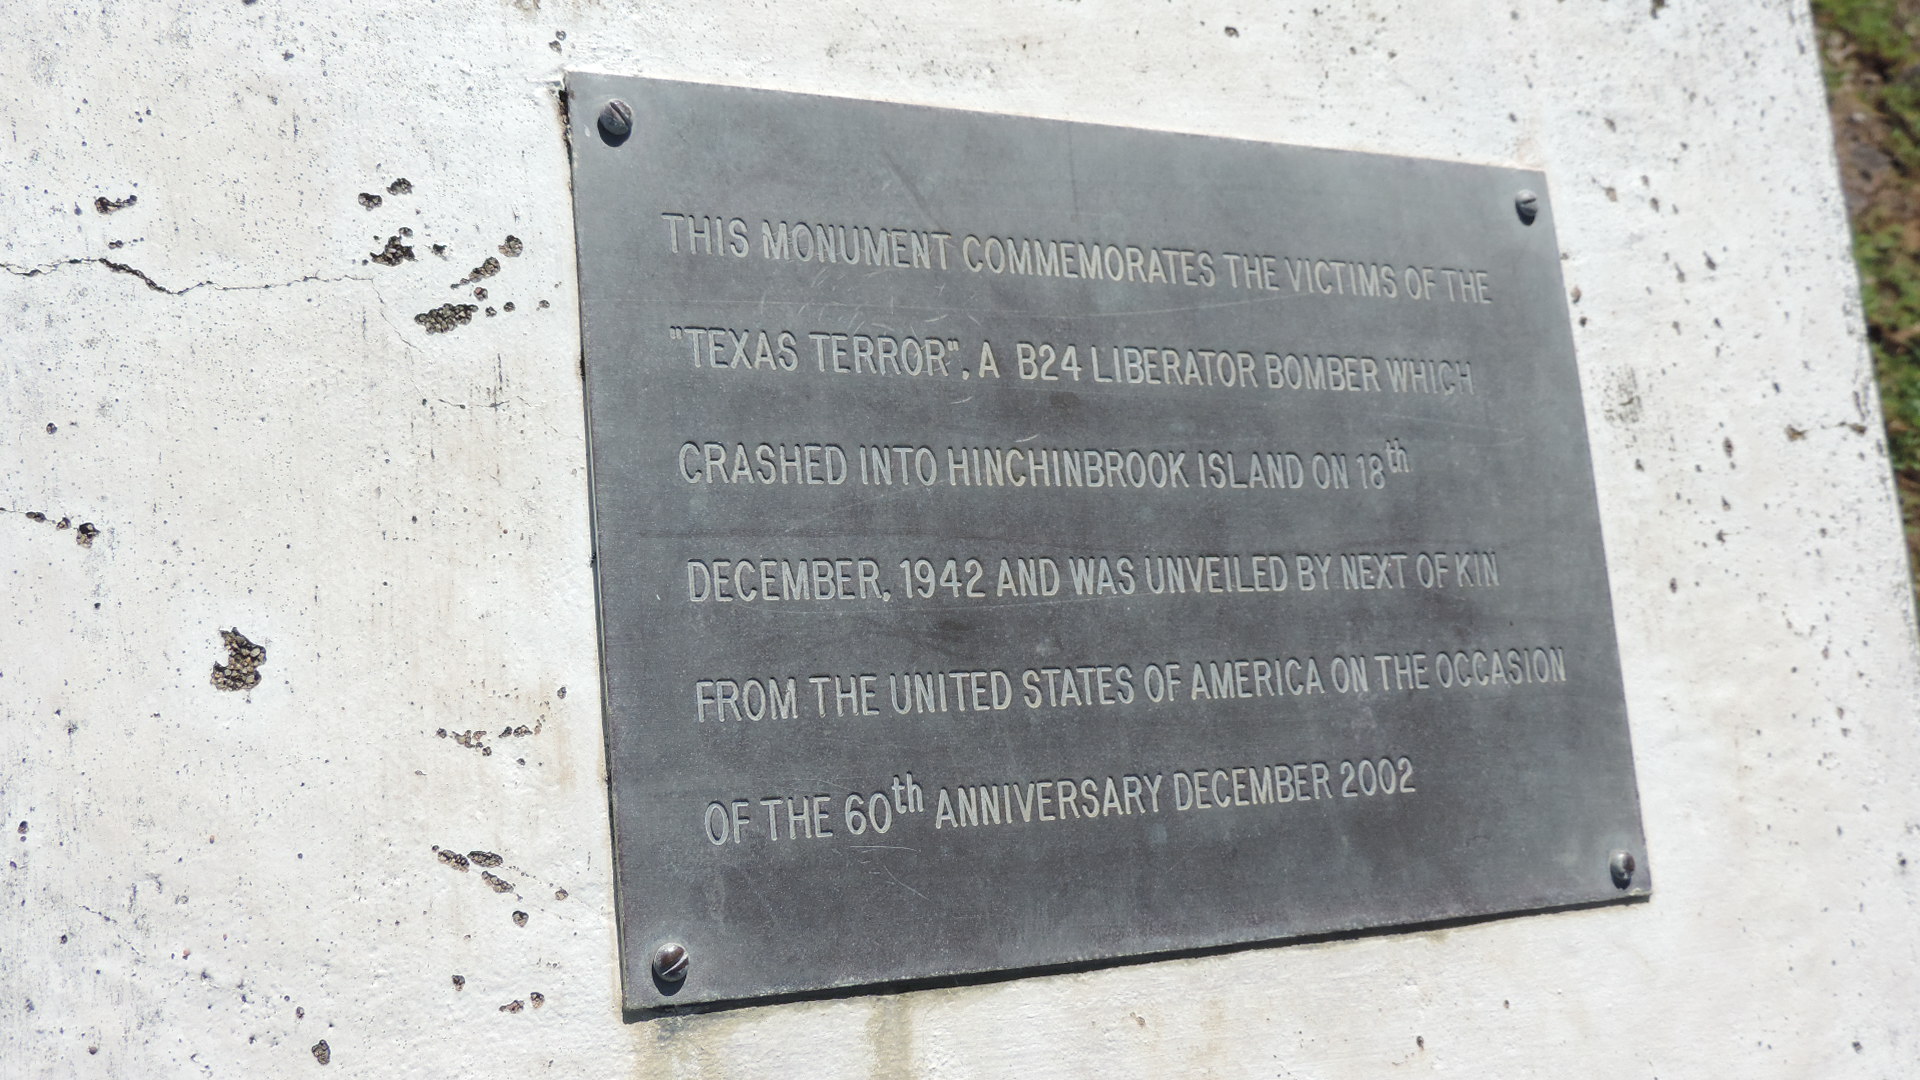 THIS MONUMENT COMMEMORATES THE VICTIMS OF THE
"TEXAS TERROR", A B24 LIBERATOR BOMBER WHICH
CRASHED INTO HINCHINBROOK ISLAND ON 18th
DECEMBER, 1942 AND WAS UNVEILED BY NEXT OF KIN
FROM THE UNITED STATES OF AMERICA ON THE OCCASION
OF THE 60th ANNIVERSARY DECEMBER 2002